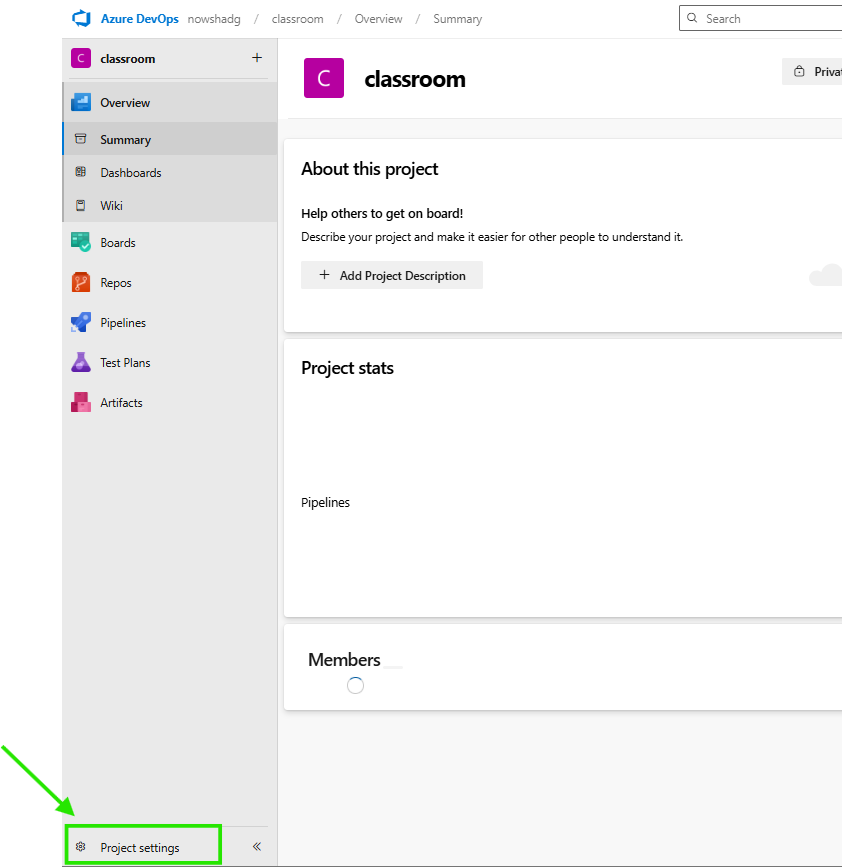 Azure DevOps nowshadg / classroom / Overview / Summary
Search
C classroom +
Overview
Summary
Dashboards
Wiki
Boards
Repos
Pipelines
Test Plans
Artifacts
Project settings «
C classroom
About this project
Help others to get on board!
Describe your project and make it easier for other people to understand it.
+ Add Project Description
Project stats
Pipelines
Members